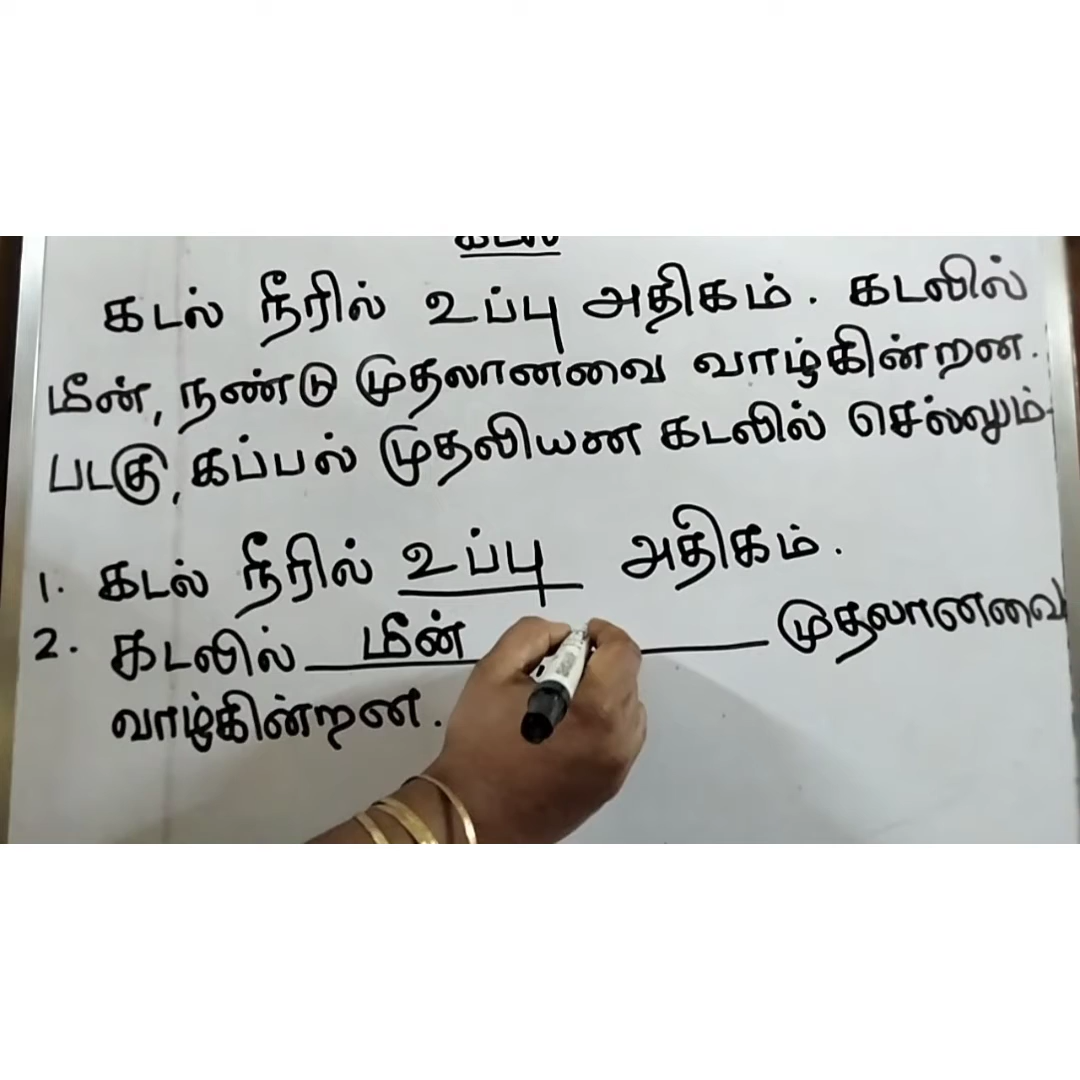 கடல்
கடல் நீரில் உப்பு அதிகம். கடலில்
மீன், நண்டு முதலானவை வாழ்கின்றன.
படகு, கப்பல் முதலியன கடலில் செல்லும்.
1. கடல் நீரில் உப்பு அதிகம்.
2. கடலில் மீன் முதலானவை
வாழ்கின்றன.